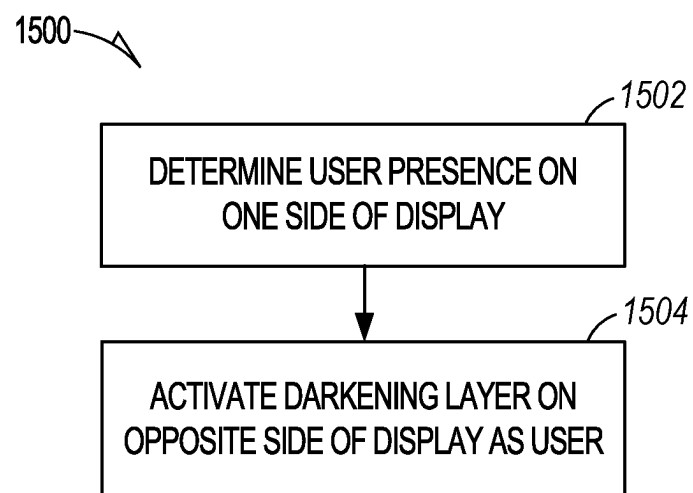 1500
1502
DETERMINE USER PRESENCE ON
ONE SIDE OF DISPLAY
1504
ACTIVATE DARKENING LAYER ON
OPPOSITE SIDE OF DISPLAY AS USER